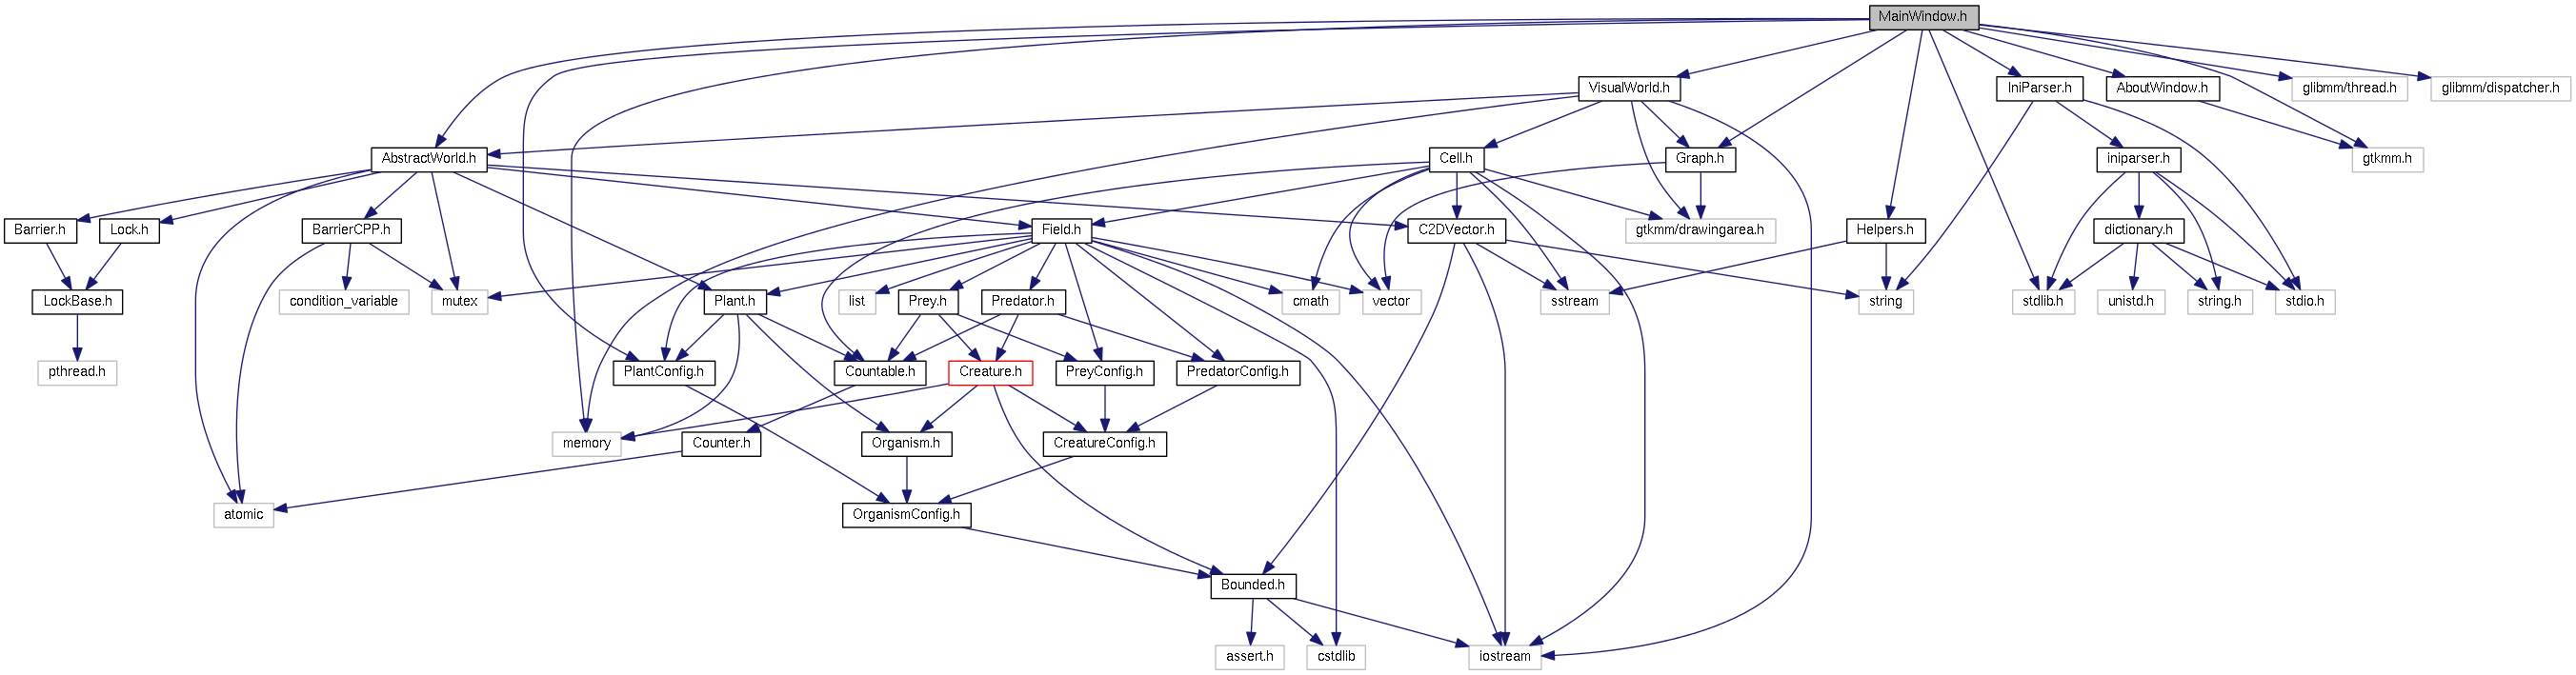 MainWindow.h
VisualWorld.h
IniParser.h
AboutWindow.h
glibmm/thread.h
glibmm/dispatcher.h
AbstractWorld.h
Cell.h
Graph.h
iniparser.h
gtkmm.h
Barrier.h
Lock.h
BarrierCPP.h
Field.h
C2DVector.h
gtkmm/drawingarea.h
Helpers.h
dictionary.h
LockBase.h
condition_variable
mutex
Plant.h
list
Prey.h
Predator.h
cmath
vector
sstream
string
stdlib.h
unistd.h
string.h
stdio.h
pthread.h
PlantConfig.h
Countable.h
Creature.h
PreyConfig.h
PredatorConfig.h
memory
Counter.h
Organism.h
CreatureConfig.h
atomic
OrganismConfig.h
Bounded.h
assert.h
cstdlib
iostream